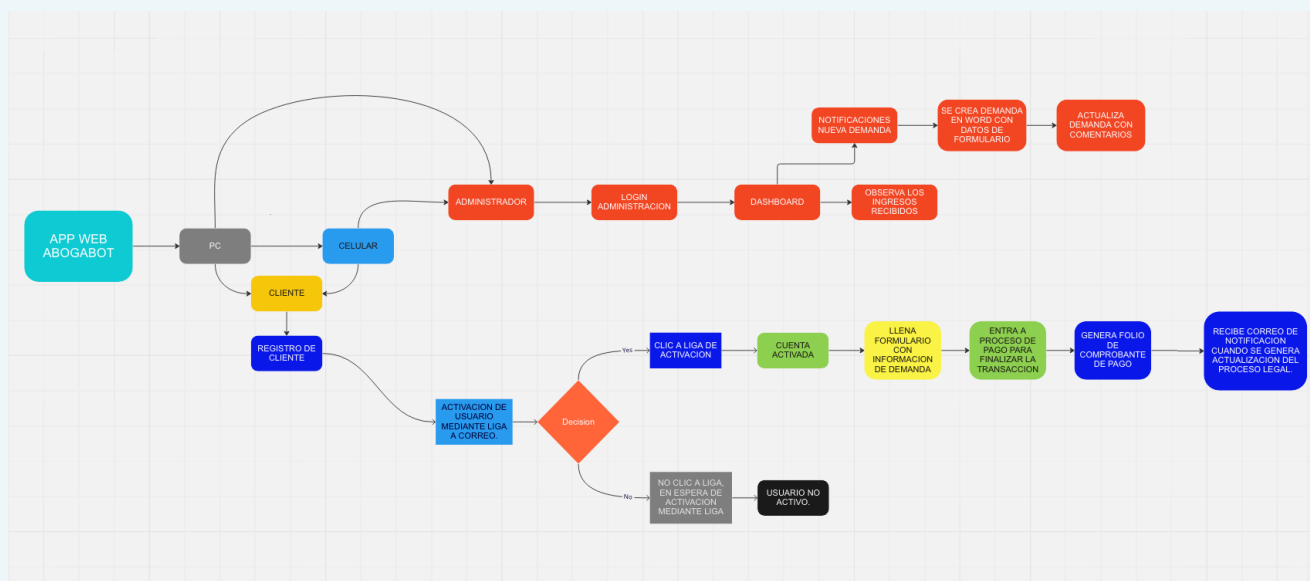 NOTIFICACIONES
NUEVA DEMANDA
SE CREA DEMANDA
EN WORD CON
DATOS DE
FORMULARIO
ACTUALIZA
DEMANDA CON
COMENTARIOS
ADMINISTRADOR
LOGIN
ADMINISTRACION
DASHBOARD
OBSERVA LOS
INGRESOS
RECIBIDOS
APP WEB
ABOGABOT
PC
CELULAR
CLIENTE
REGISTRO DE
CLIENTE
Yes
CLIC A LIGA DE
ACTIVACION
CUENTA
ACTIVADA
LLENA
FORMULARIO
CON
INFORMACION
DE DEMANDA
ENTRA A
PROCESO DE
PAGO PARA
FINALIZAR LA
TRANSACCION
GENERA FOLIO
DE
COMPROBANTE
DE PAGO
RECIBE CORREO DE
NOTIFICACION
CUANDO SE GENERA
ACTUALIZACION DEL
PROCESO LEGAL.
ACTIVACION DE
USUARIO
MEDIANTE LIGA
A CORREO.
Decision
No
NO CLIC A LIGA,
EN ESPERA DE
ACTIVACION
MEDIANTE LIGA
USUARIO NO
ACTIVO.